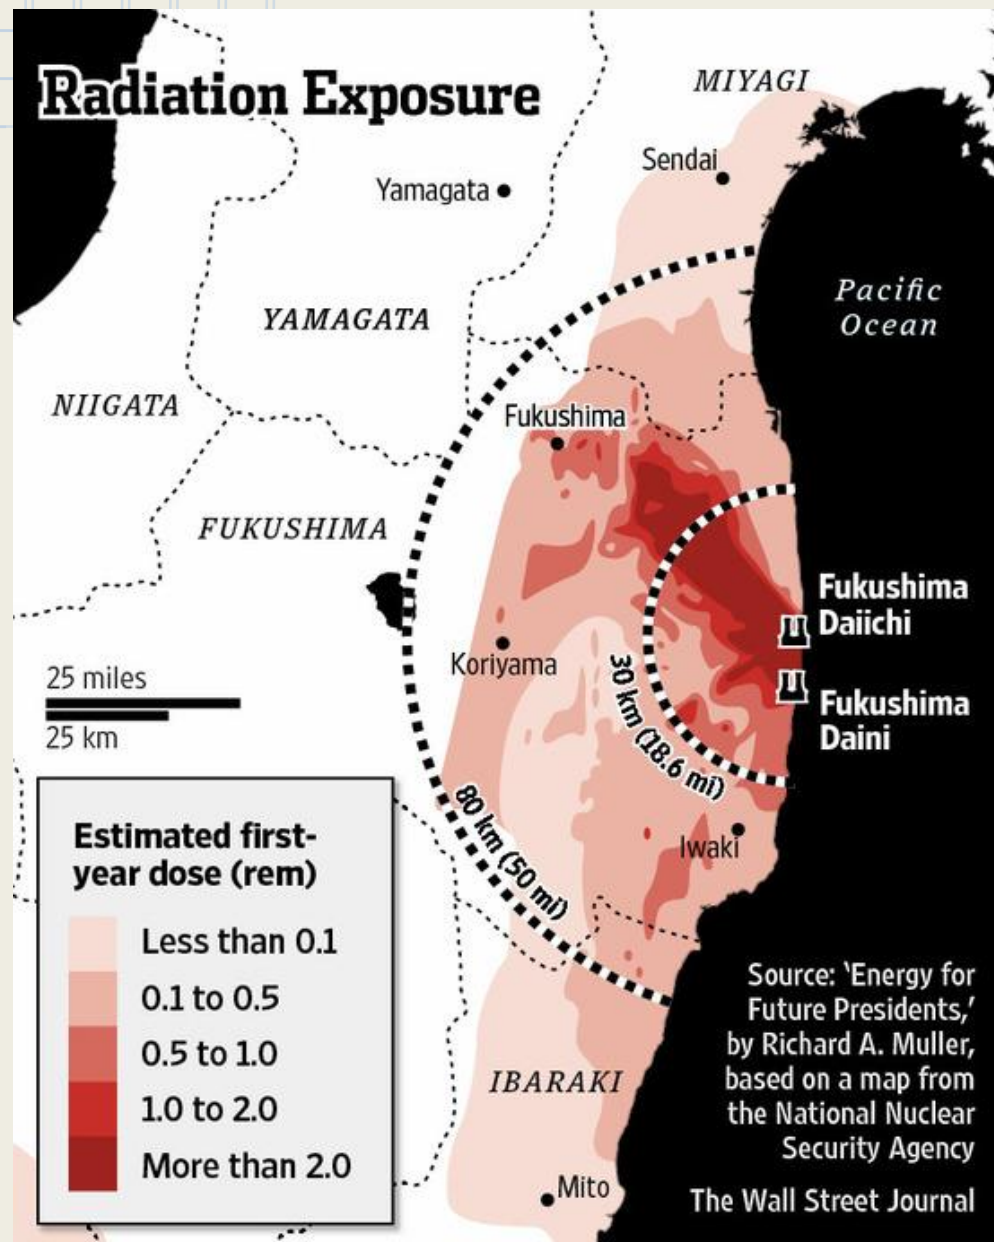 Radiation Exposure
MIYAGI
Sendai
Yamagata
Pacific
Ocean
YAMAGATA
NIIGATA
Fukushima
FUKUSHIMA
Fukushima
Daiichi
Koriyama
25 miles
25 km
30 km (18.6 mi)
Fukushima
Daini
80 km (50 mi)
Iwaki
Estimated first-
year dose (rem)
Less than 0.1
0.1 to 0.5
0.5 to 1.0
1.0 to 2.0
More than 2.0
IBARAKI
Mito
Source: ‘Energy for
Future Presidents,’
by Richard A. Muller,
based on a map from
the National Nuclear
Security Agency
The Wall Street Journal